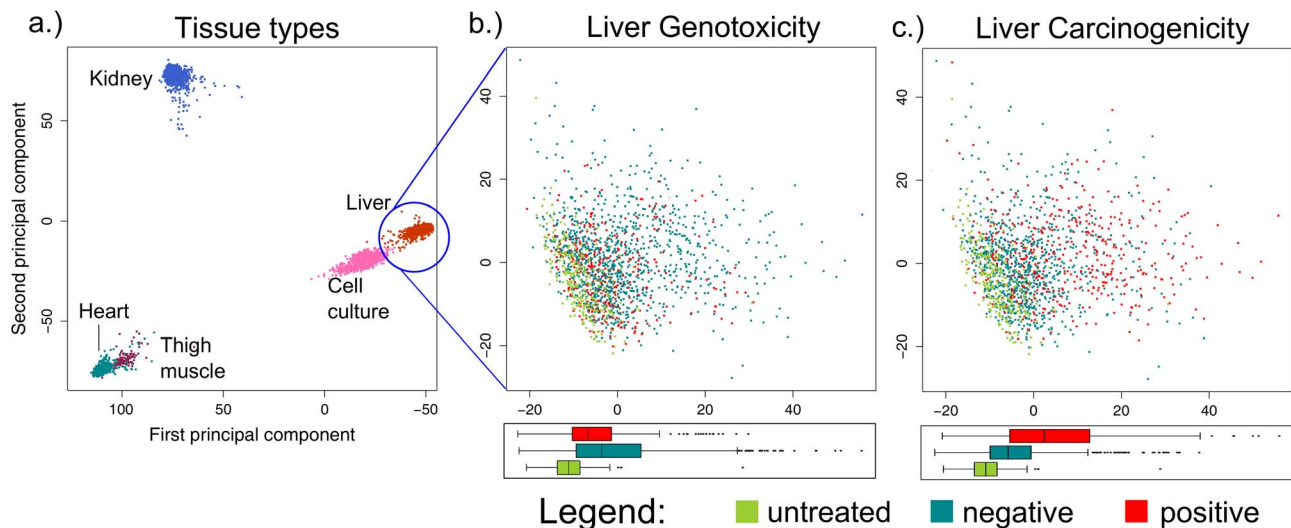 a.)
Tissue types
Second principal component
50
0
−50
Kidney
Liver
Cell
culture
Heart
Thigh
muscle
100
50
0
−50
First principal component
b.)
Liver Genotoxicity
40
20
0
−20
−20
0
20
40
c.)
Liver Carcinogenicity
40
20
0
−20
−20
0
20
40
Legend:
untreated
negative
positive